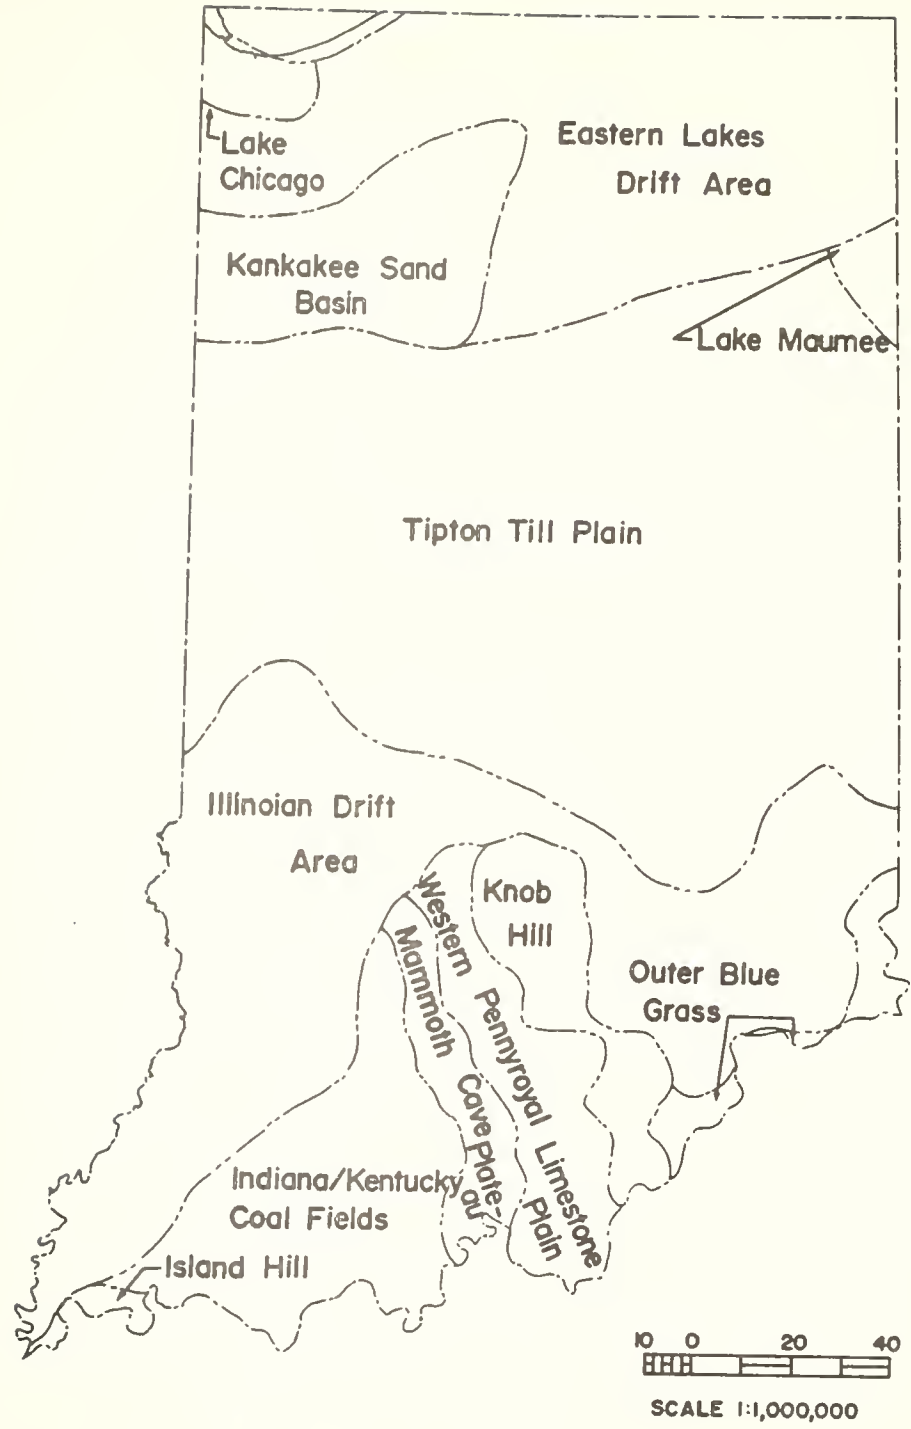 Lake
Chicago
Eastern Lakes
Drift Area
Kankakee Sand
Basin
Lake Maumee
Tipton Till Plain
Illinoian Drift
Area
Knob
Hill
Western Pennyroyal Limestone
Plain
Mammoth Cave Plate-
au
Outer Blue
Grass
Indiana/Kentucky
Coal Fields
Island Hill
10 0 20 40
SCALE 1:1,000,000